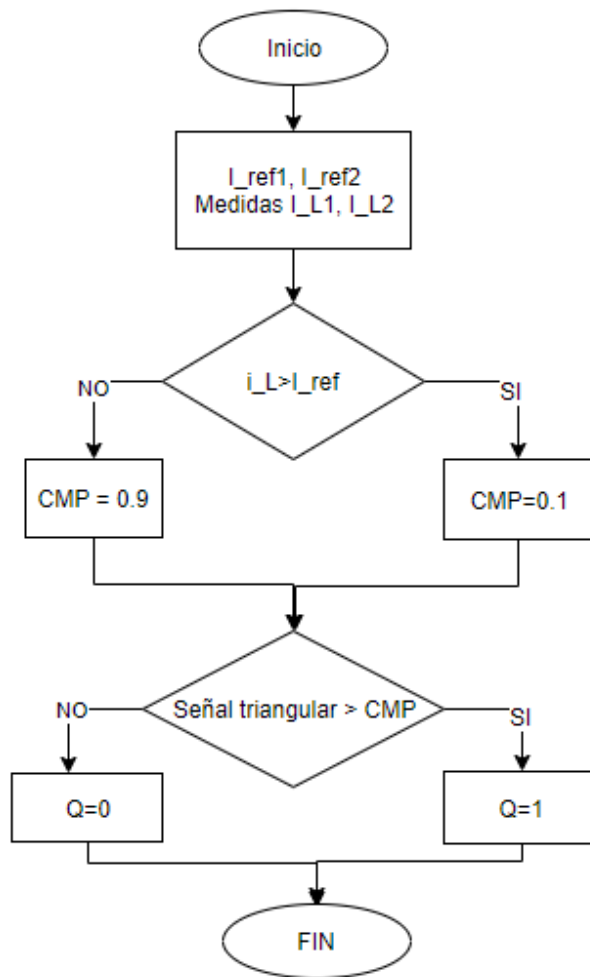 Inicio
I_ref1, I_ref2
Medidas I_L1, I_L2
i_L>I_ref
NO
SI
CMP = 0.9
CMP=0.1
Señal triangular > CMP
NO
SI
Q=0
Q=1
FIN